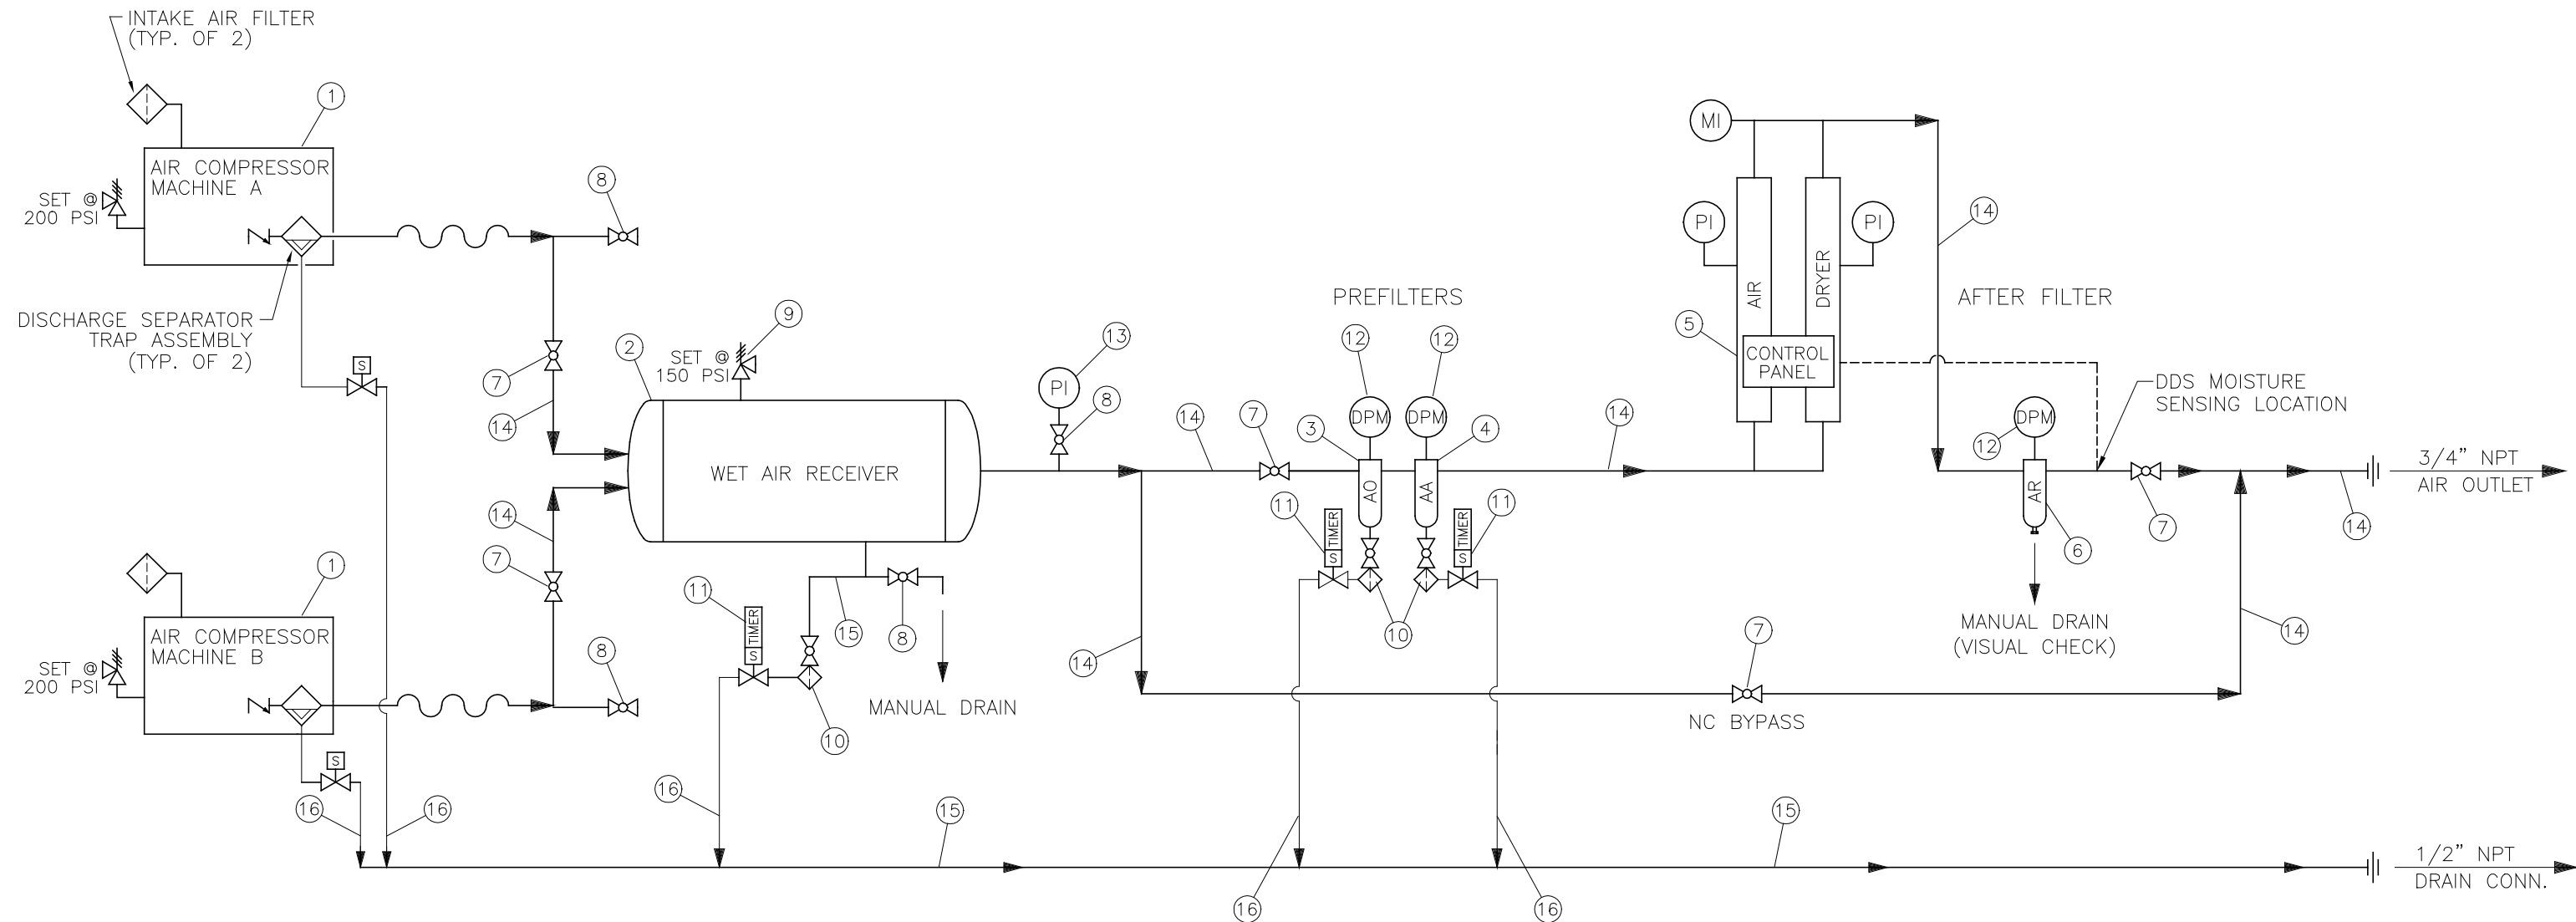 INTAKE AIR FILTER
(TYP. OF 2)
1
AIR COMPRESSOR
MACHINE A
SET @
200 PSI
8
DISCHARGE SEPARATOR
TRAP ASSEMBLY
(TYP. OF 2)
S
7
14
2
SET @
150 PSI
9
WET AIR RECEIVER
14
7
1
AIR COMPRESSOR
MACHINE B
SET @
200 PSI
8
S
16
16
11
TIMER
S
15
8
10
MANUAL DRAIN
16
15
13
PI
8
14
7
PREFILTERS
12
12
DPM
DPM
3
4
AO
AA
11
TIMER
S
TIMER
S
11
10
14
14
16
16
MI
PI
PI
AIR
DRYER
5
CONTROL
PANEL
14
AFTER FILTER
DDS MOISTURE
SENSING LOCATION
12
DPM
AR
6
7
MANUAL DRAIN
(VISUAL CHECK)
7
NC BYPASS
14
14
3/4" NPT
AIR OUTLET
15
1/2" NPT
DRAIN CONN.